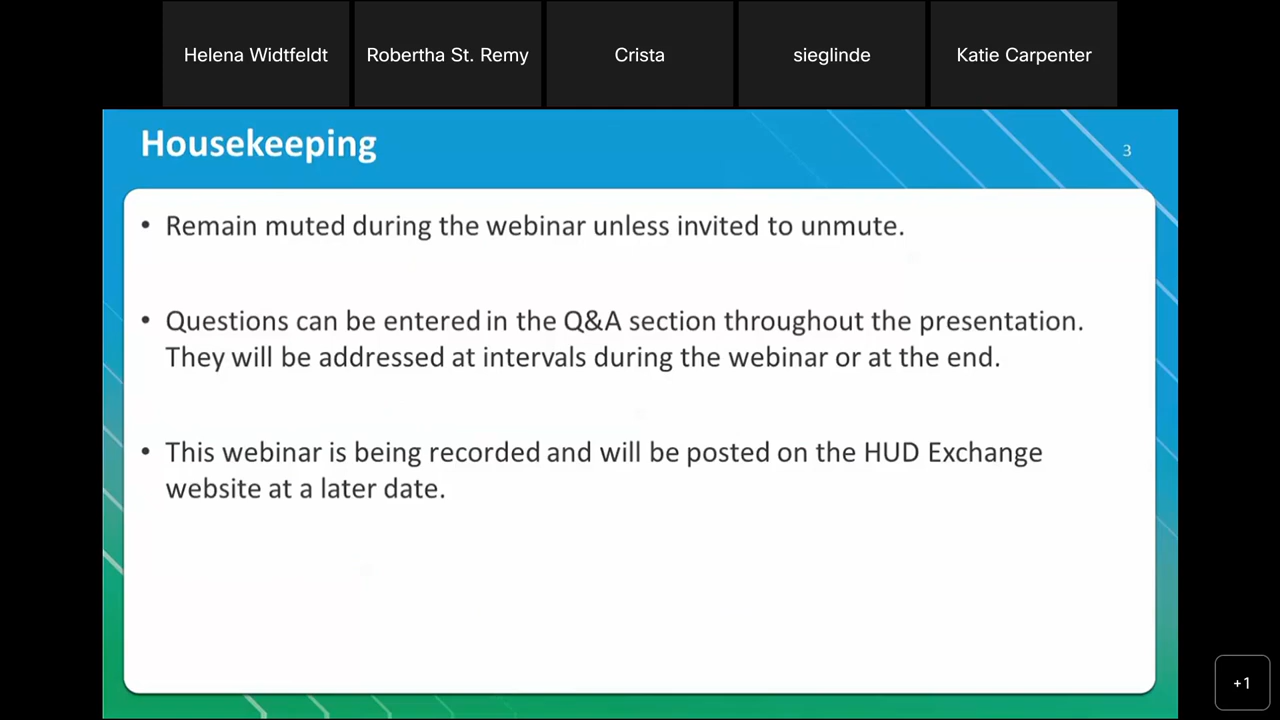 Helena Widtfeldt
Robertha St. Remy
Crista
sieglinde
Katie Carpenter
Housekeeping
3
• Remain muted during the webinar unless invited to unmute.
• Questions can be entered in the Q&A section throughout the presentation.
They will be addressed at intervals during the webinar or at the end.
• This webinar is being recorded and will be posted on the HUD Exchange
website at a later date.
+1